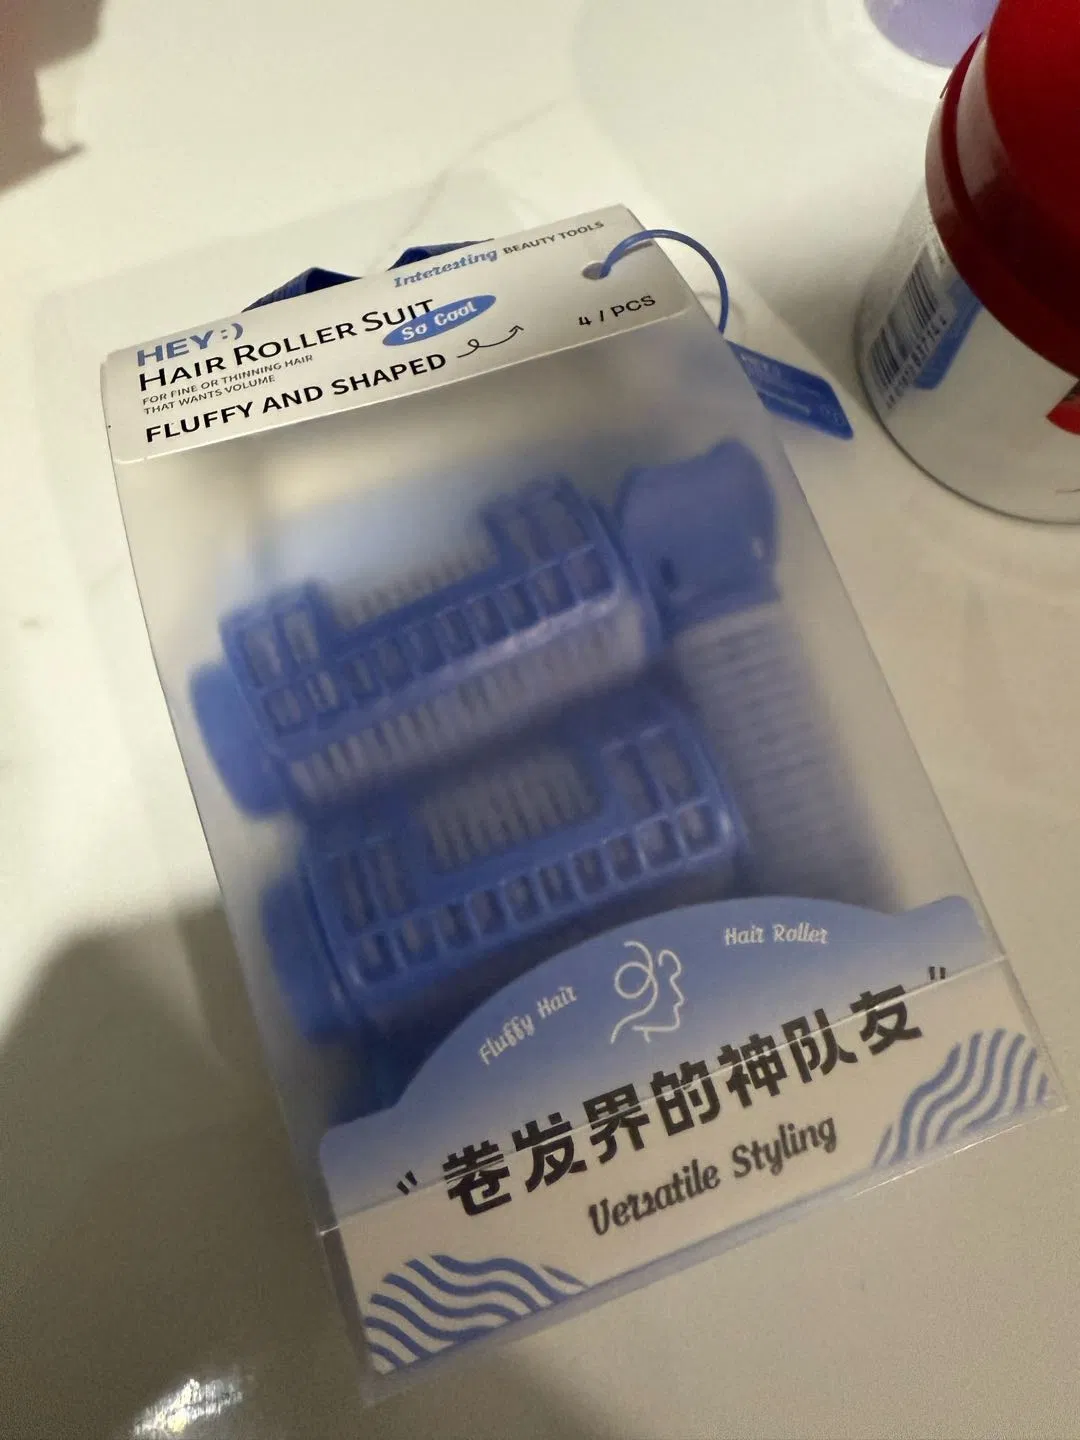 Interesting BEAUTY TOOLS
HEY:)
HAIR ROLLER SUIT
So Cool
4 / PCS
FOR FINE OR THINNING HAIR
THAT WANTS VOLUME
FLUFFY AND SHAPED
Fluffy Hair
Hair Roller
"卷发界的神队友"
Versatile Styling